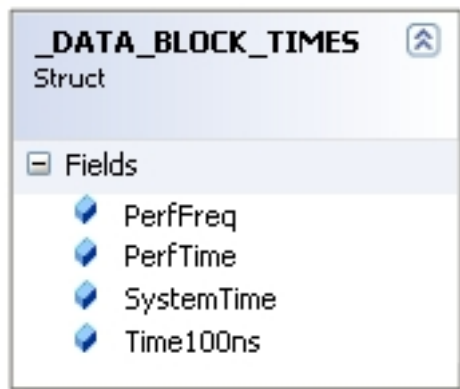 _DATA_BLOCK_TIMES
Struct
Fields
PerfFreq
PerfTime
SystemTime
Time100ns